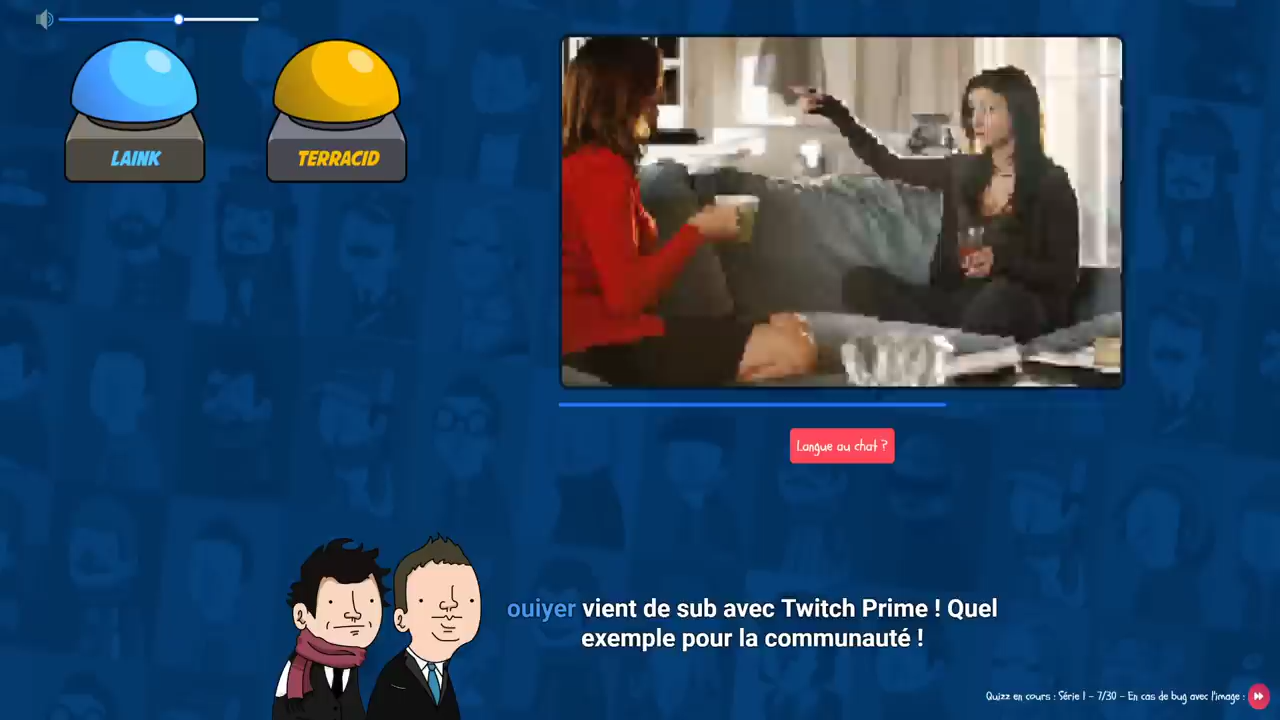 LAINK
TERRACID
Langue au chat ?
ouiyer vient de sub avec Twitch Prime ! Quel
exemple pour la communauté !
Quizz en cours : Série 1 - 7/30 - En cas de bug avec l'image :